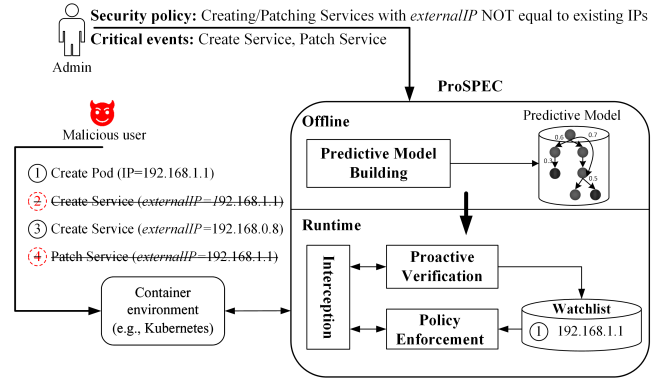 Security policy: Creating/Patching Services with externalIP NOT equal to existing IPs
Critical events: Create Service, Patch Service
Admin
ProSPEC
Malicious user
1 Create Pod (IP=192.168.1.1)
2 Create Service (externalIP=192.168.1.1)
3 Create Service (externalIP=192.168.0.8)
4 Patch Service (externalIP=192.168.1.1)
Container
environment
(e.g., Kubernetes)
Offline
Predictive Model
Building
Predictive Model
0.6
0.7
0.3
0.5
Runtime
Interception
Proactive
Verification
Policy
Enforcement
Watchlist
1 192.168.1.1